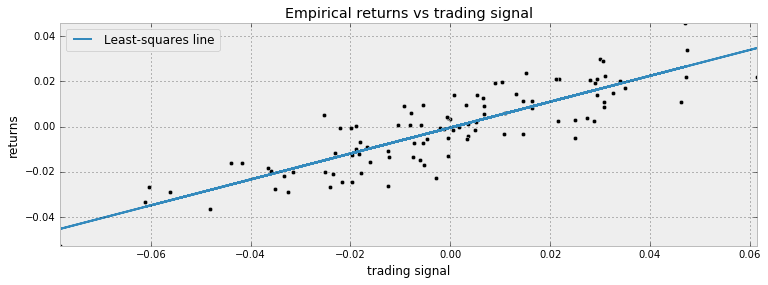 Empirical returns vs trading signal
Least-squares line
0.04
0.02
0.00
−0.02
−0.04
returns
−0.06 −0.04 −0.02 0.00 0.02 0.04 0.06
trading signal